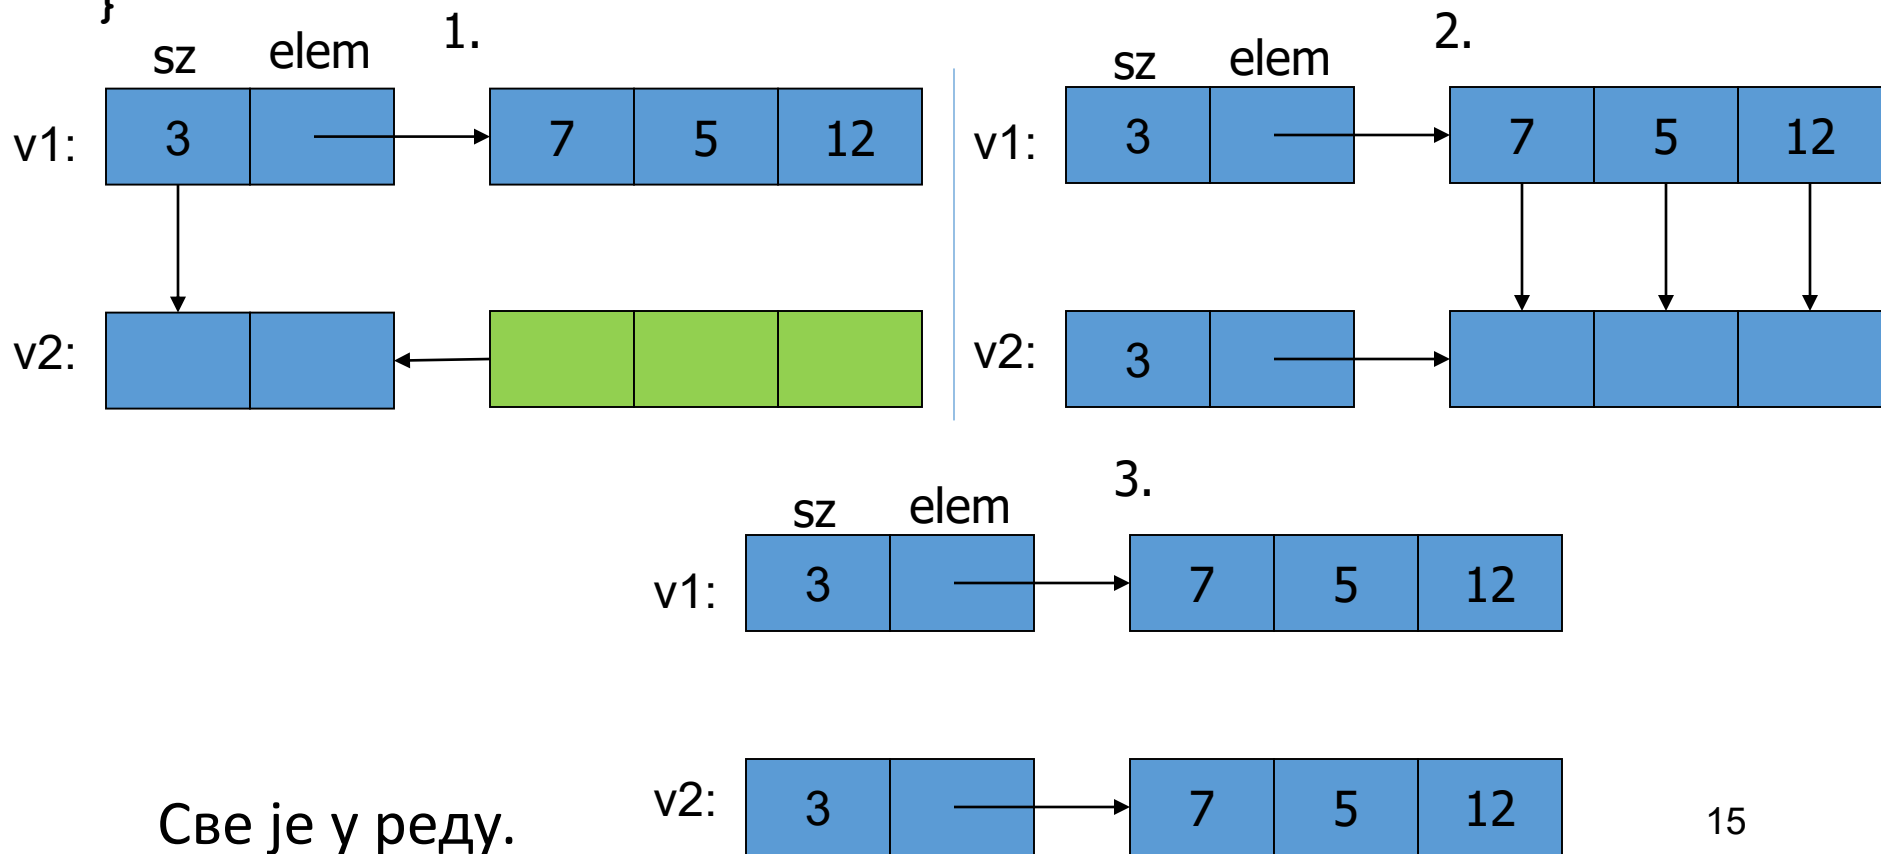 }
1.
sz elem
v1: 3 7 5 12
v2:
2.
sz elem
v1: 3 7 5 12
v2: 3
3.
sz elem
v1: 3 7 5 12
v2: 3 7 5 12
Све је у реду.
15